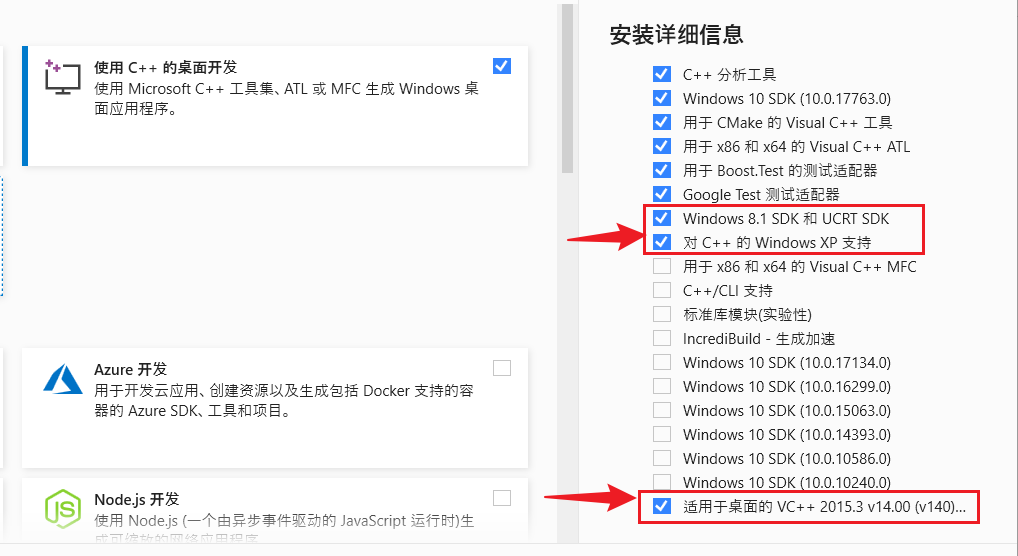 使用 C++ 的桌面开发
使用 Microsoft C++ 工具集、ATL 或 MFC 生成 Windows 桌
面应用程序。
Azure 开发
用于开发云应用、创建资源以及生成包括 Docker 支持的容
器的 Azure SDK、工具和项目。
Node.js 开发
使用 Node.js (一个由异步事件驱动的 JavaScript 运行时)生
成可缩放的网络应用程序。
安装详细信息
C++ 分析工具
Windows 10 SDK (10.0.17763.0)
用于 CMake 的 Visual C++ 工具
用于 x86 和 x64 的 Visual C++ ATL
用于 Boost.Test 的测试适配器
Google Test 测试适配器
Windows 8.1 SDK 和 UCRT SDK
对 C++ 的 Windows XP 支持
用于 x86 和 x64 的 Visual C++ MFC
C++/CLI 支持
标准库模块(实验性)
IncrediBuild - 生成加速
Windows 10 SDK (10.0.17134.0)
Windows 10 SDK (10.0.16299.0)
Windows 10 SDK (10.0.15063.0)
Windows 10 SDK (10.0.14393.0)
Windows 10 SDK (10.0.10586.0)
Windows 10 SDK (10.0.10240.0)
适用于桌面的 VC++ 2015.3 v14.00 (v140)...